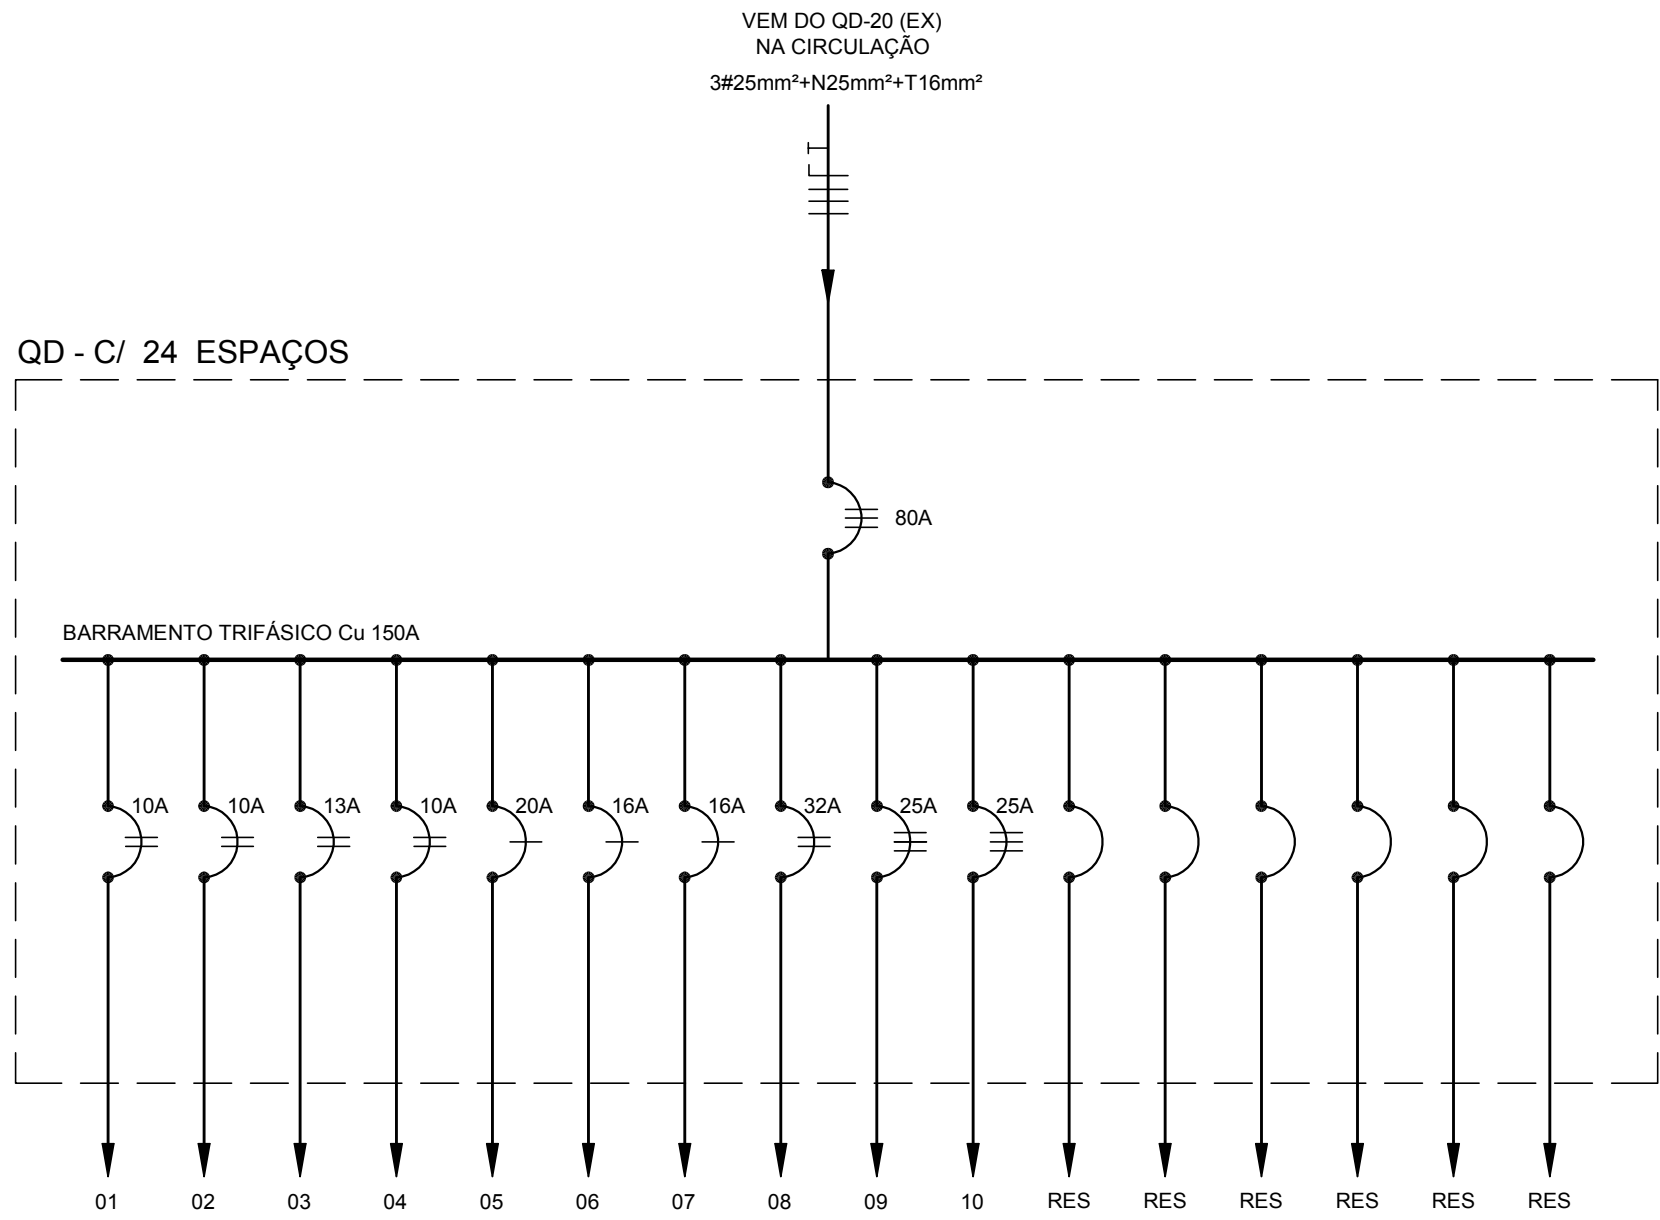 VEM DO QD-20 (EX)
NA CIRCULAÇÃO
3#25mm²+N25mm²+T16mm²
QD - C/ 24 ESPAÇOS
80A
BARRAMENTO TRIFÁSICO Cu 150A
10A 10A 13A 10A 20A 16A 16A 32A 25A 25A
01 02 03 04 05 06 07 08 09 10 RES RES RES RES RES RES